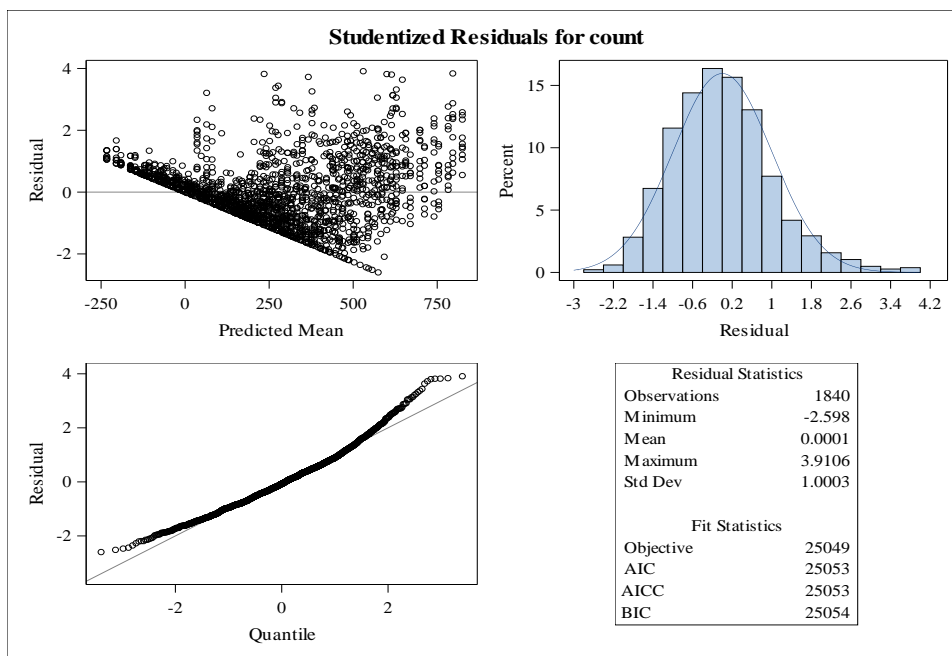 Studentized Residuals for count
4
2
0
-2
Residual
-250 0 250 500 750
Predicted Mean
15
10
5
0
Percent
-3 -2.2 -1.4 -0.6 0.2 1 1.8 2.6 3.4 4.2
Residual
4
2
0
-2
Residual
-2 0 2
Quantile
Residual Statistics
Observations 1840
Minimum -2.598
Mean 0.0001
Maximum 3.9106
Std Dev 1.0003
Fit Statistics
Objective 25049
AIC 25053
AICC 25053
BIC 25054